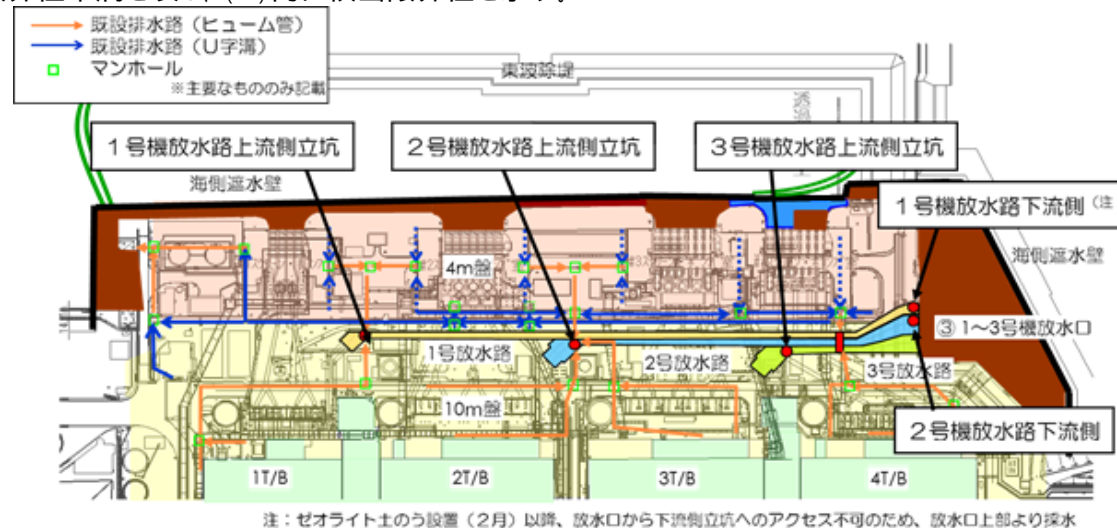 既設排水路（ヒューム管）
既設排水路（U字溝）
マンホール
※主要なもののみ記載
東波除堤
1号機放水路上流側立坑
2号機放水路上流側立坑
3号機放水路上流側立坑
海側遮水壁
1号機放水路下流側（注
海側遮水壁
4m盤
③ 1～3号機放水口
1号放水路
2号放水路
3号放水路
10m盤
2号機放水路下流側
1T/B
2T/B
3T/B
4T/B
注：ゼオライト土のう設置（2月）以降、放水口から下流側立坑へのアクセス不可のため、放水口上部より採水